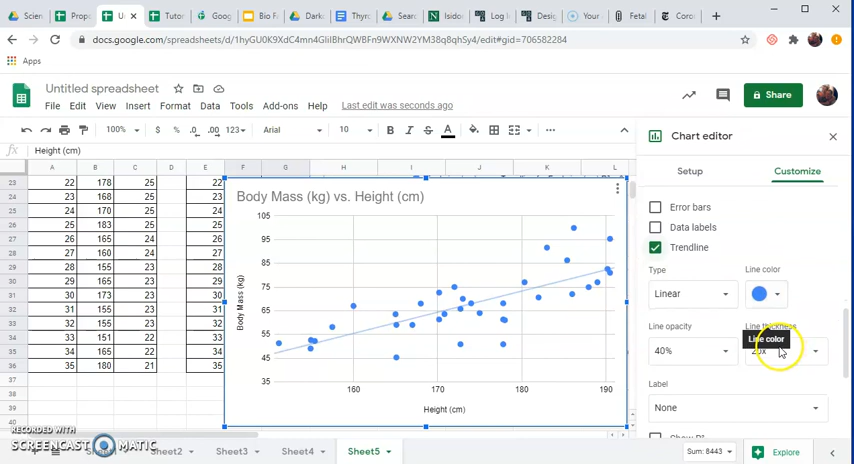 Scien
Propo
U
Tutor
Goog
Bio F
Darke
Thyro
Searc
Isidor
Log I
Desig
Your
Fetal
Coron
docs.google.com/spreadsheets/d/1hyGU0K9XdC4mn4GIiIBhrQWBFn9WXNW2YM38q8qhSy4/edit#gid=706582284
Apps
Untitled spreadsheet
File Edit View Insert Format Data Tools Add-ons Help Last edit was seconds ago
Share
100% $ % .0 .00 123 Arial 10 B I S A
fx Height (cm)
Chart editor
Setup Customize
A B C D E F G H I J K L
23 22 178 25 22
24 23 168 25 23
25 24 170 25 24
26 25 183 25 25
27 26 165 24 26
28 27 160 24 27
29 28 155 23 28
30 29 165 23 29
31 30 173 23 30
32 31 155 23 31
33 32 155 23 32
34 33 151 22 33
35 34 165 22 34
36 35 180 21 35
37
38
39
40
Body Mass (kg) vs. Height (cm)
105
95
85
75
65
55
45
35
Body Mass (kg)
160 170 180 190
Height (cm)
Error bars
Data labels
Trendline
Type Line color
Linear
Line opacity Line thickness
Line color
40%
Label
None
RECORDED WITH
SCREENCAST MATIC
Sheet3 Sheet4 Sheet5
Sum: 8443
Explore